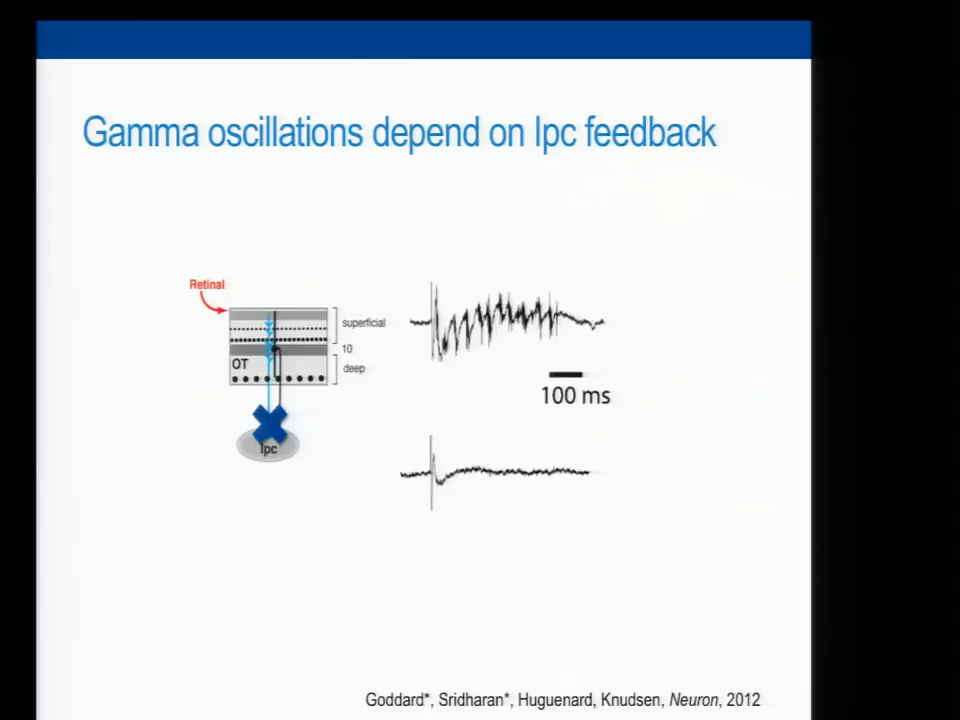 Gamma oscillations depend on Ipc feedback
Retinal
superficial
10
OT
deep
100 ms
Ipc
Goddard*, Sridharan*, Huguenard, Knudsen, Neuron, 2012